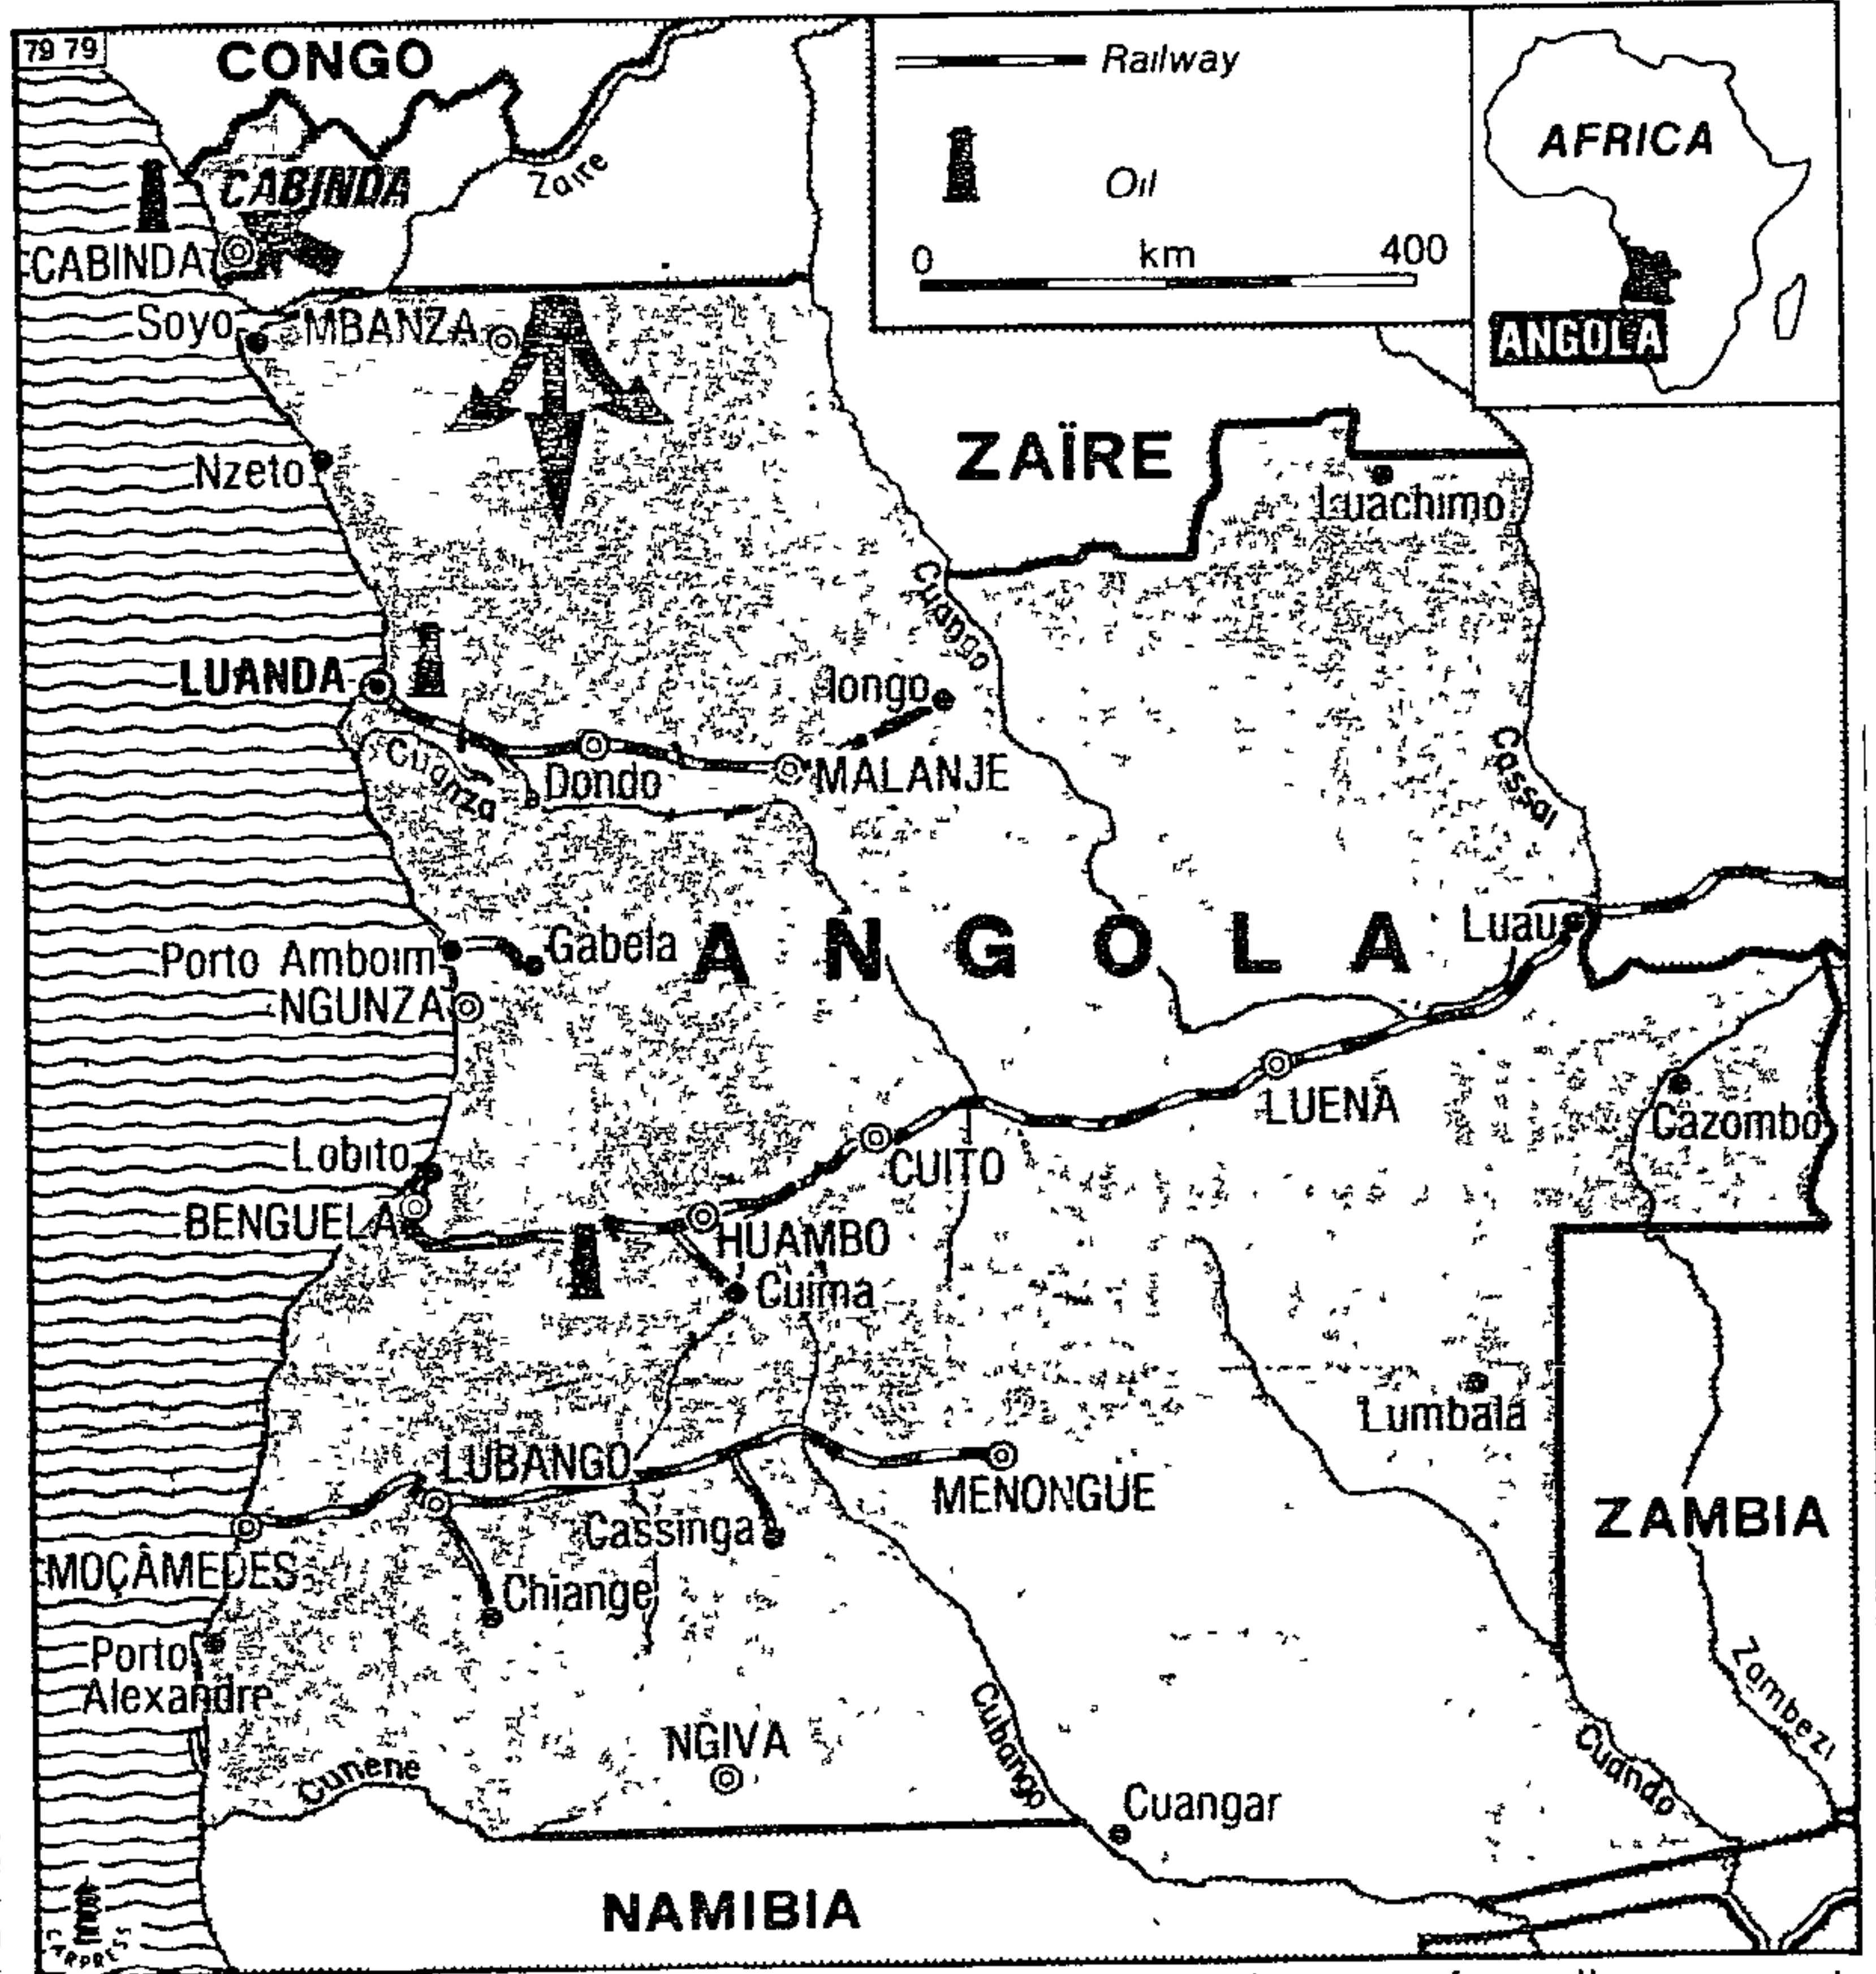 79 79
CONGO
Railway
Oil
0 km 400
AFRICA
ANGOLA
Zaire
CABINDA
CABINDA
Soyo
MBANZA
ZAÏRE
Nzeto
Luachimo
Cuango
LUANDA
Iongo
Cuanza
Dondo
MALANJE
Cassai
Porto Amboim
Gabela
ANGOLA
Luau
NGUNZA
LUENA
Cazombo
Lobito
CUITO
BENGUELA
HUAMBO
Cuima
Lumbala
LUBANGO
MENONGUE
ZAMBIA
Cassinga
MOÇÂMEDES
Chiange
Porto
Alexandre
Zambezi
NGIVA
Cubango
Cunene
Cuando
Cuangar
NAMIBIA